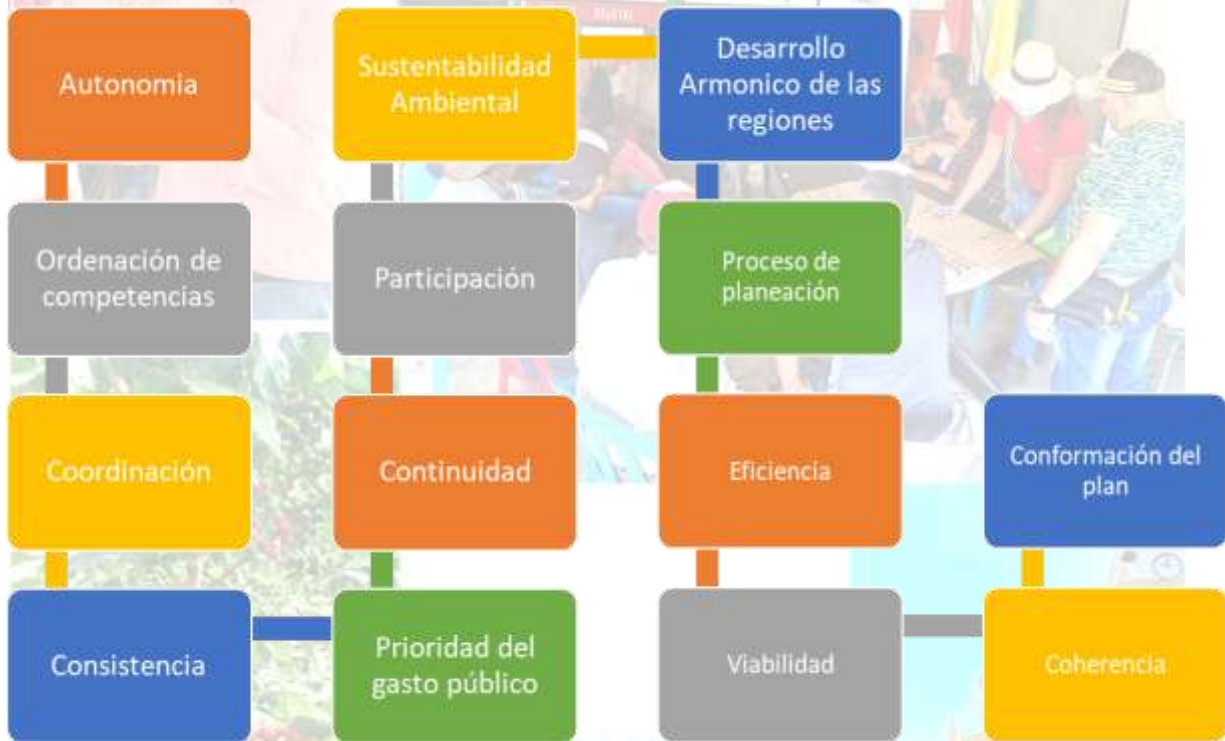 Autonomia
Ordenación de
competencias
Coordinación
Consistencia
Prioridad del
gasto público
Continuidad
Participación
Sustentabilidad
Ambiental
Desarrollo
Armonico de las
regiones
Proceso de
planeación
Eficiencia
Viabilidad
Coherencia
Conformación del
plan